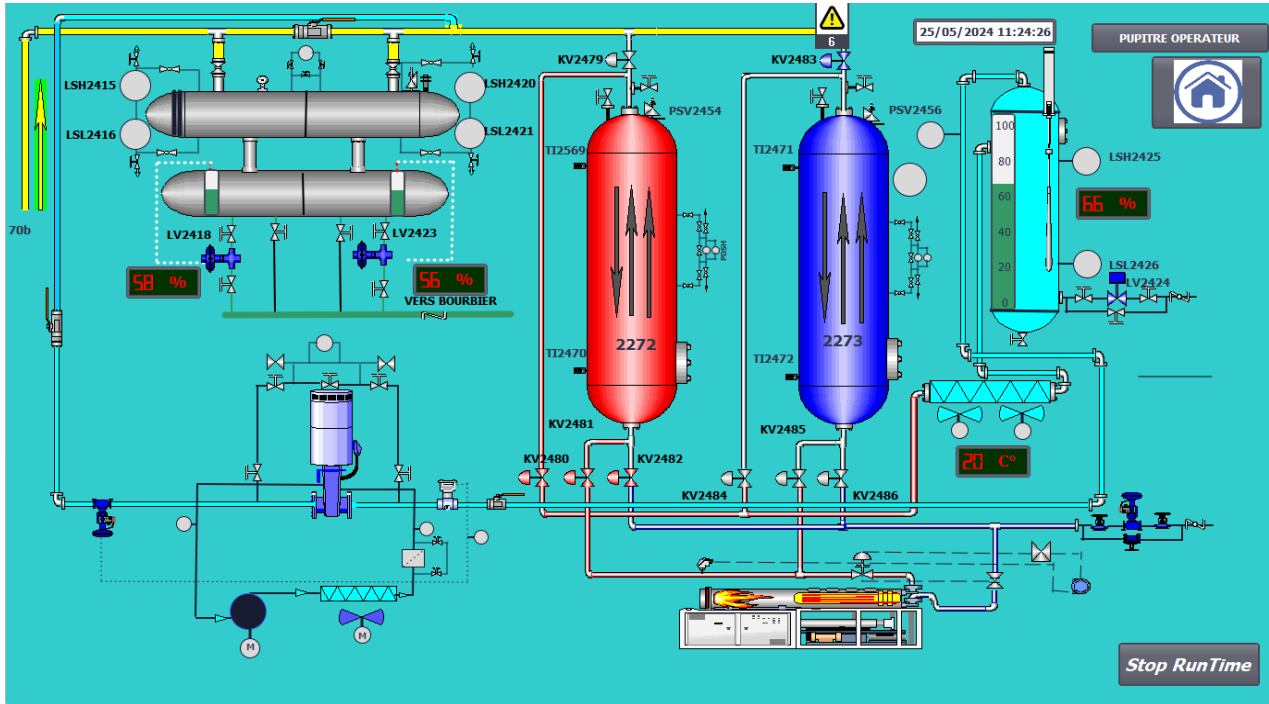 6
25/05/2024 11:24:26
PUPITRE OPERATEUR
KV2479
KV2483
LSH2415
LSH2420
PSV2454
PSV2456
LSL2416
LSL2421
100
80
60
40
20
0
TI2569
TI2471
LSH2425
66 %
70b
LV2418
LV2423
58 %
56 %
VERS BOURBIER
PDSH
LSL2426
LV2424
2272
2273
TI2470
TI2472
KV2481
KV2485
KV2480
KV2482
20 C°
KV2484
KV2486
M
M
Stop RunTime